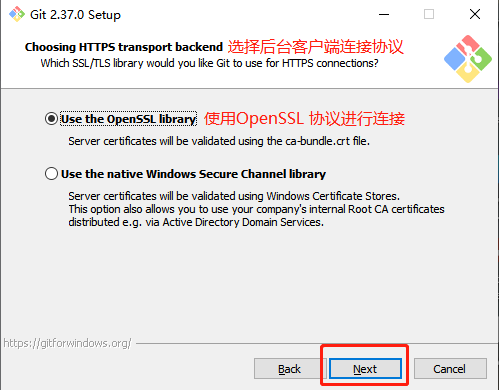 Git 2.37.0 Setup
Choosing HTTPS transport backend 选择后台客户端连接协议
Which SSL/TLS library would you like Git to use for HTTPS connections?
Use the OpenSSL library 使用OpenSSL 协议进行连接
Server certificates will be validated using the ca-bundle.crt file.
Use the native Windows Secure Channel library
Server certificates will be validated using Windows Certificate Stores.
This option also allows you to use your company's internal Root CA certificates
distributed e.g. via Active Directory Domain Services.
https://gitforwindows.org/
Back Next Cancel